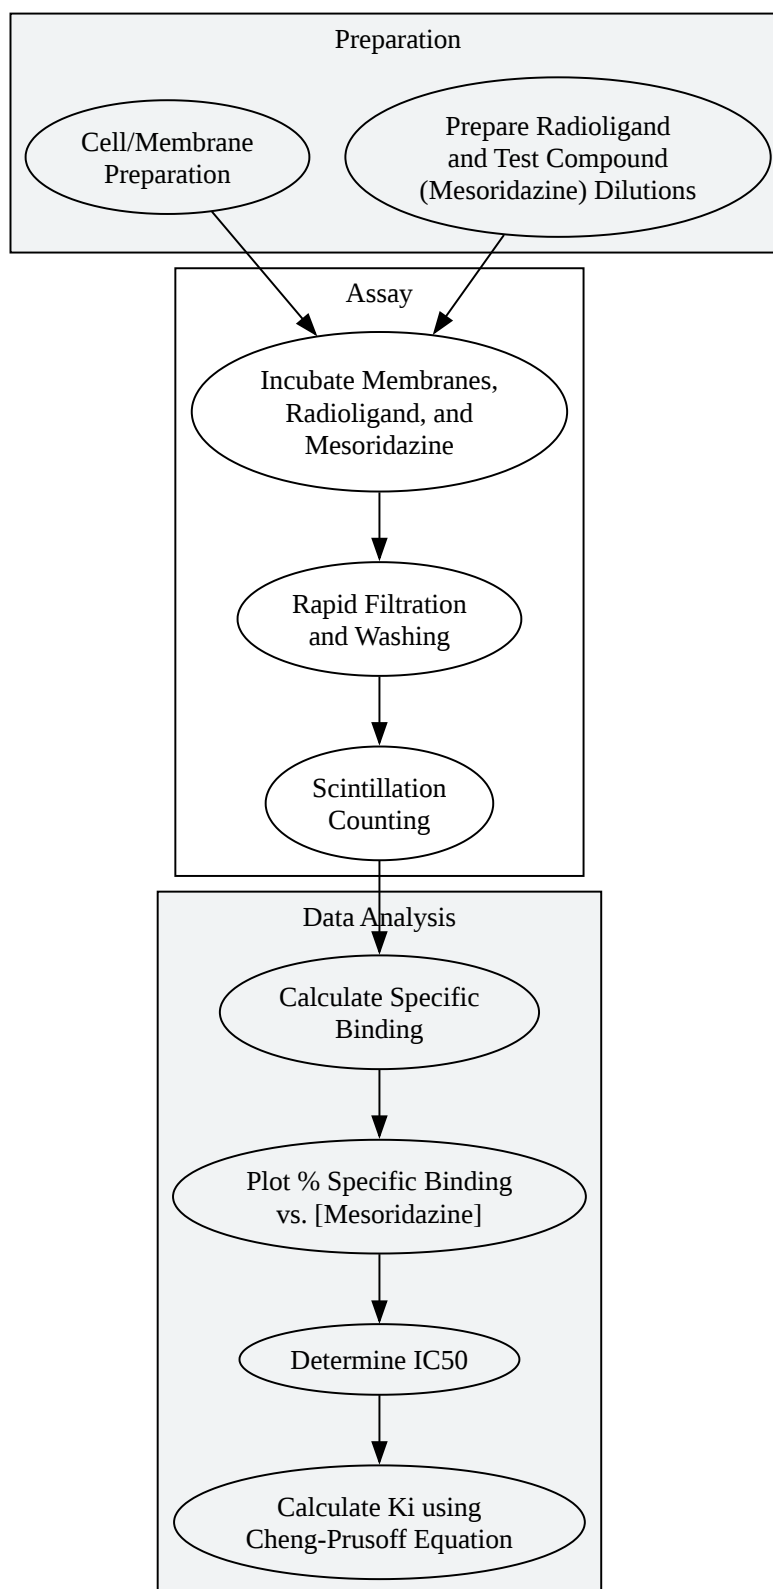 Preparation
Cell/Membrane
Preparation
Prepare Radioligand
and Test Compound
(Mesoridazine) Dilutions
Assay
Incubate Membranes,
Radioligand, and
Mesoridazine
Rapid Filtration
and Washing
Scintillation
Counting
Data Analysis
Calculate Specific
Binding
Plot % Specific Binding
vs. [Mesoridazine]
Determine IC50
Calculate Ki using
Cheng-Prusoff Equation